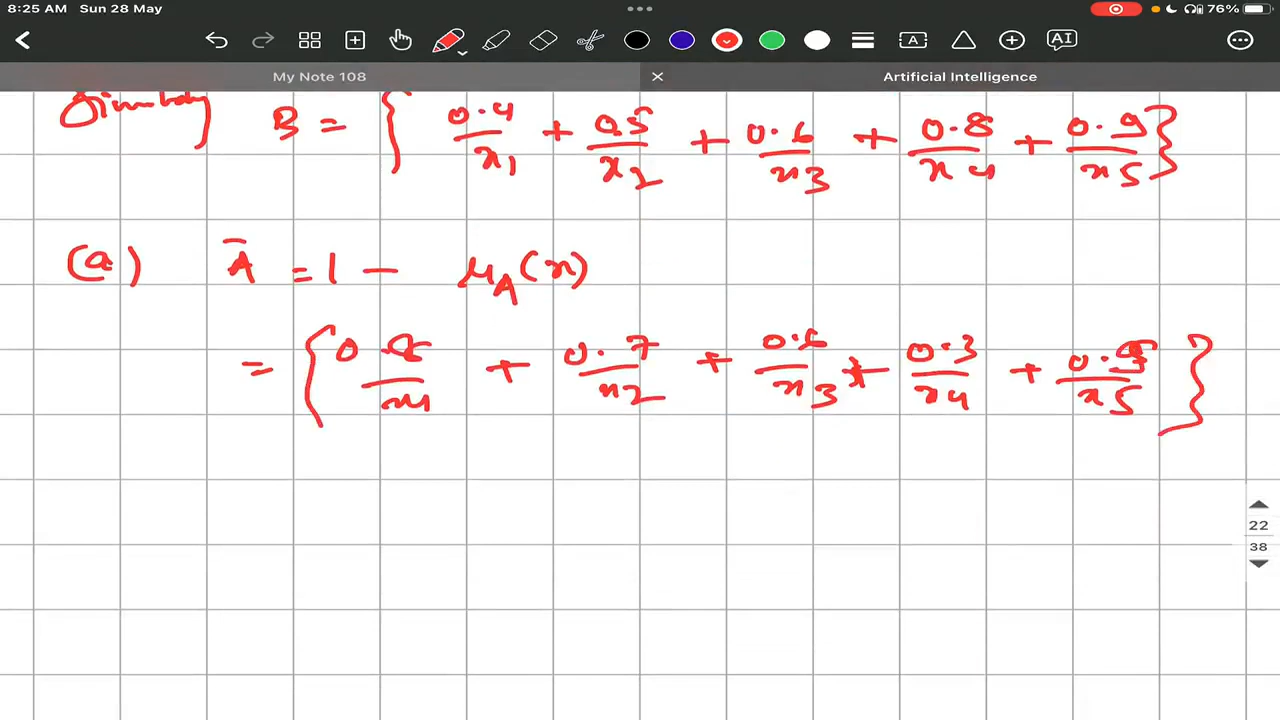 8:25 AM Sun 28 May 76%
My Note 108 Artificial Intelligence
B = { 0.4/x1 + 0.5/x2 + 0.6/x3 + 0.8/x4 + 0.9/x5 }
(a) Ā = 1 − μA(x)
+ 0.7/x2 + 0.6/x3 + 0.3/x4 +
22
38